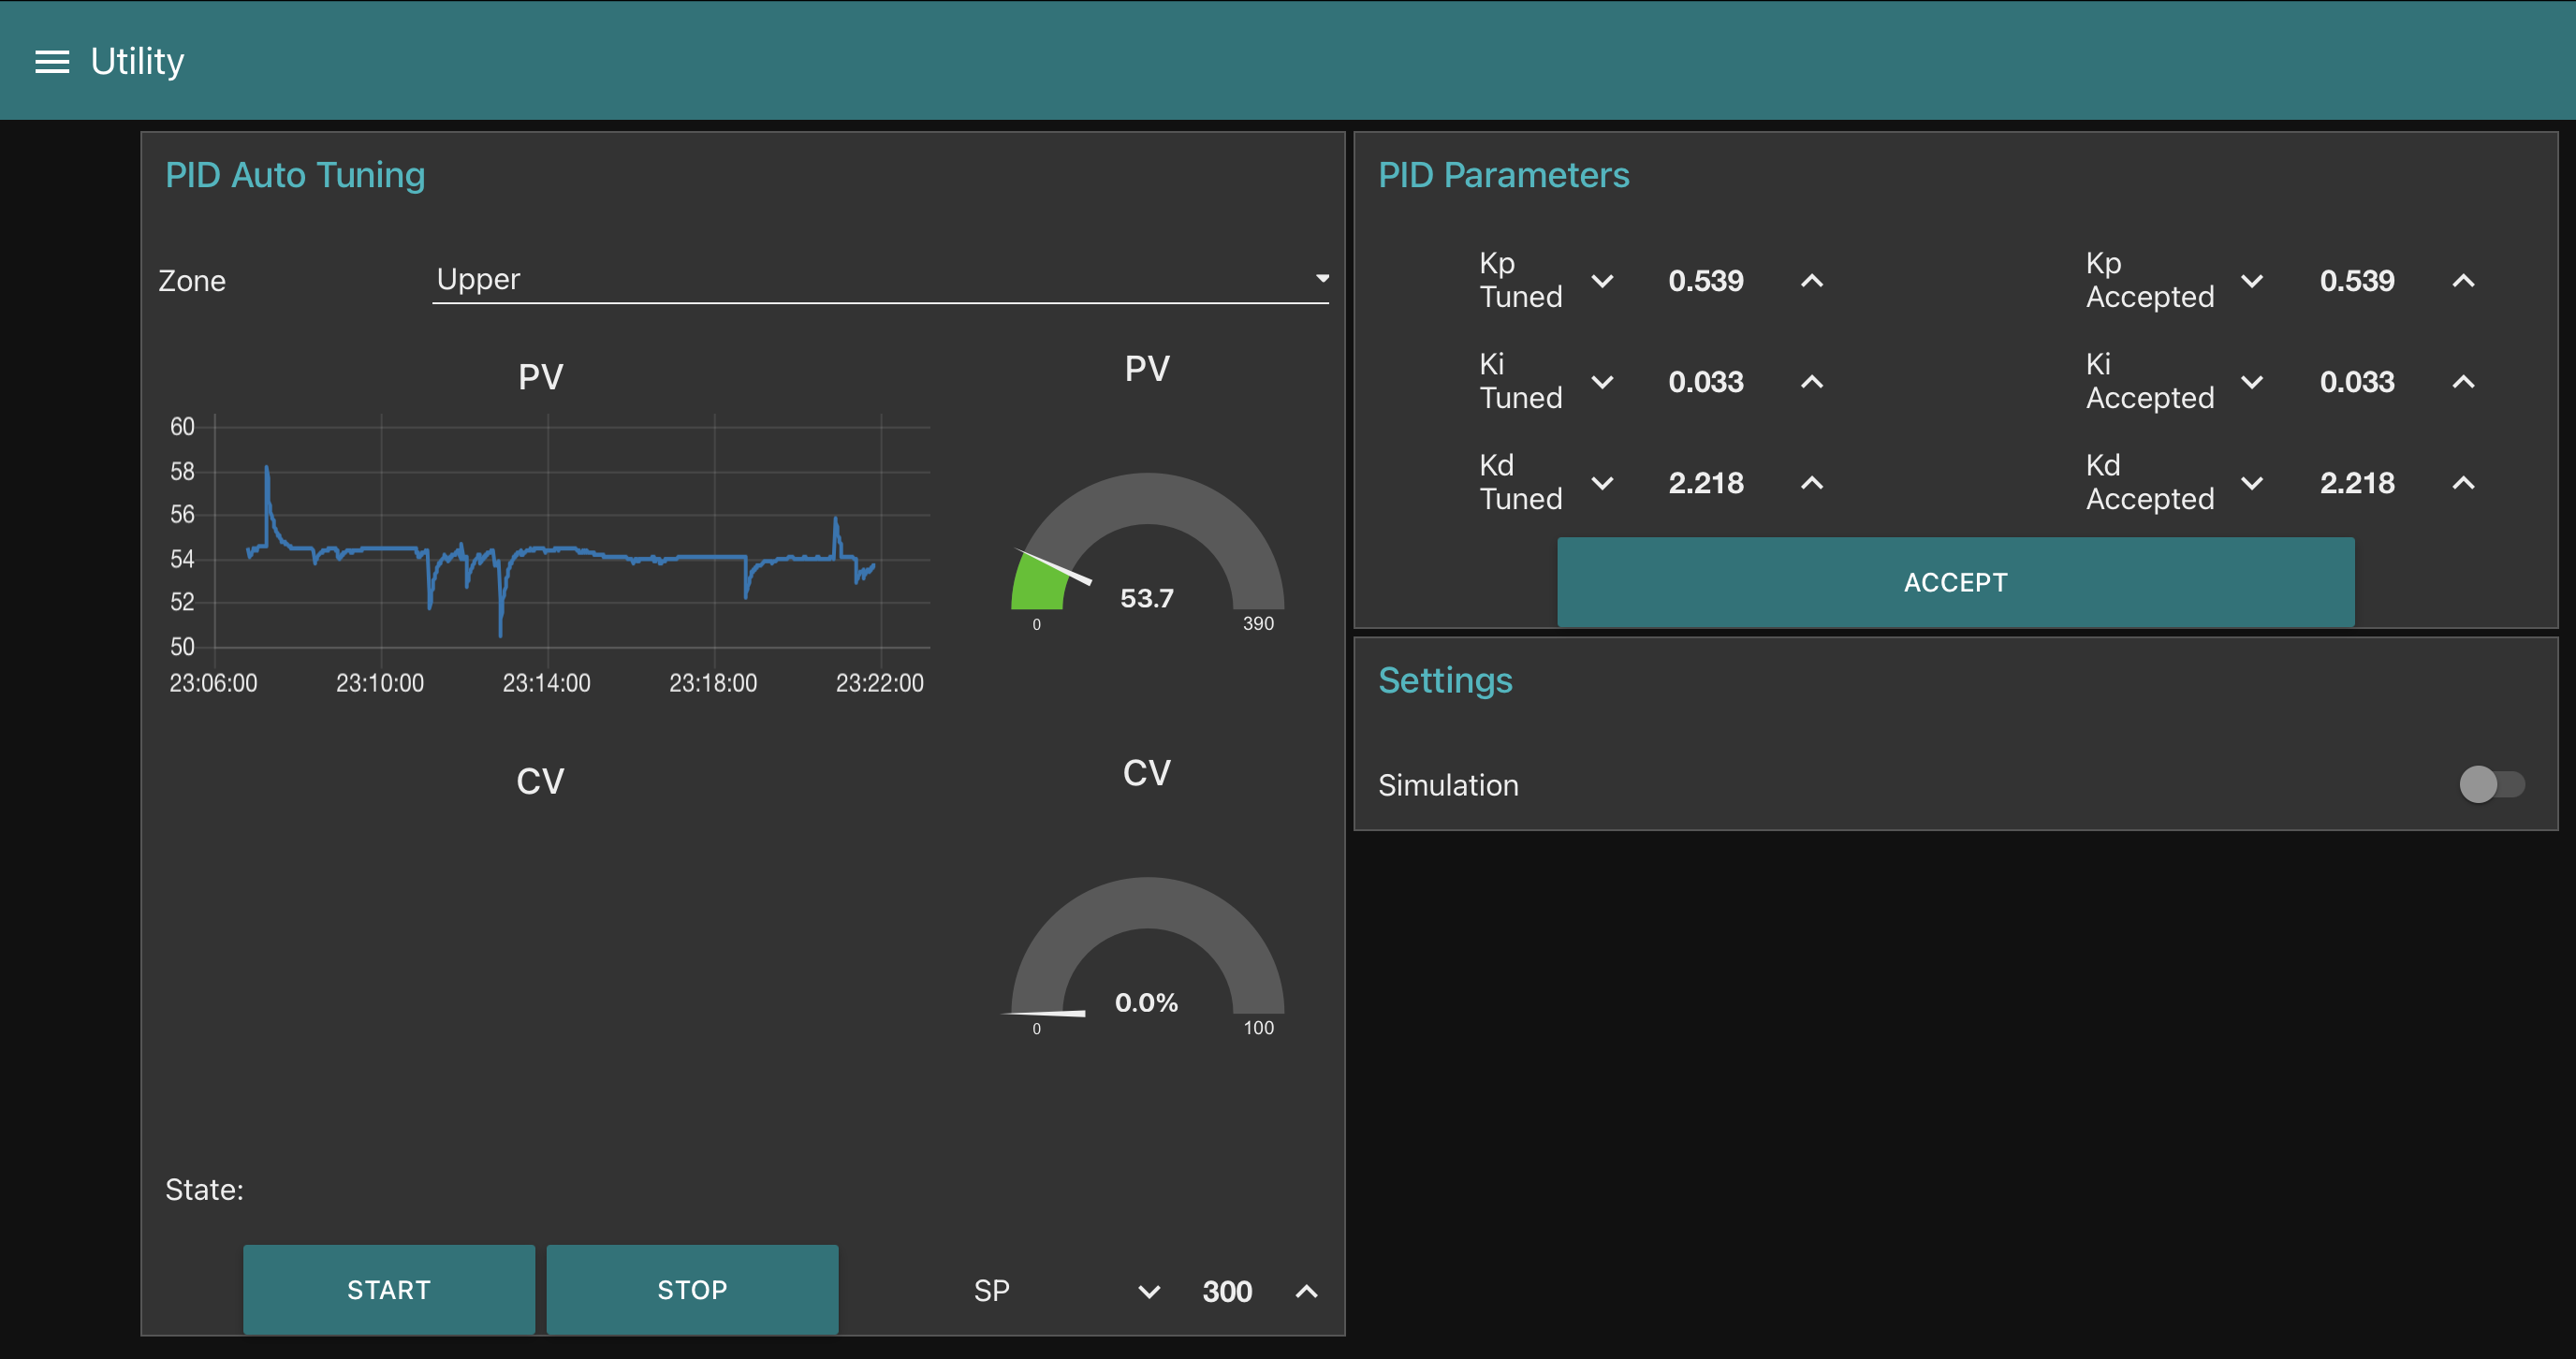 Utility
PID Auto Tuning
Zone
Upper
PV
60
58
56
54
52
50
23:06:00 23:10:00 23:14:00 23:18:00 23:22:00
PV
53.7
0 390
CV
CV
0.0%
0 100
State:
START
STOP
SP
300
PID Parameters
Kp
Tuned
0.539
Kp
Accepted
0.539
Ki
Tuned
0.033
Ki
Accepted
0.033
Kd
Tuned
2.218
Kd
Accepted
2.218
ACCEPT
Settings
Simulation